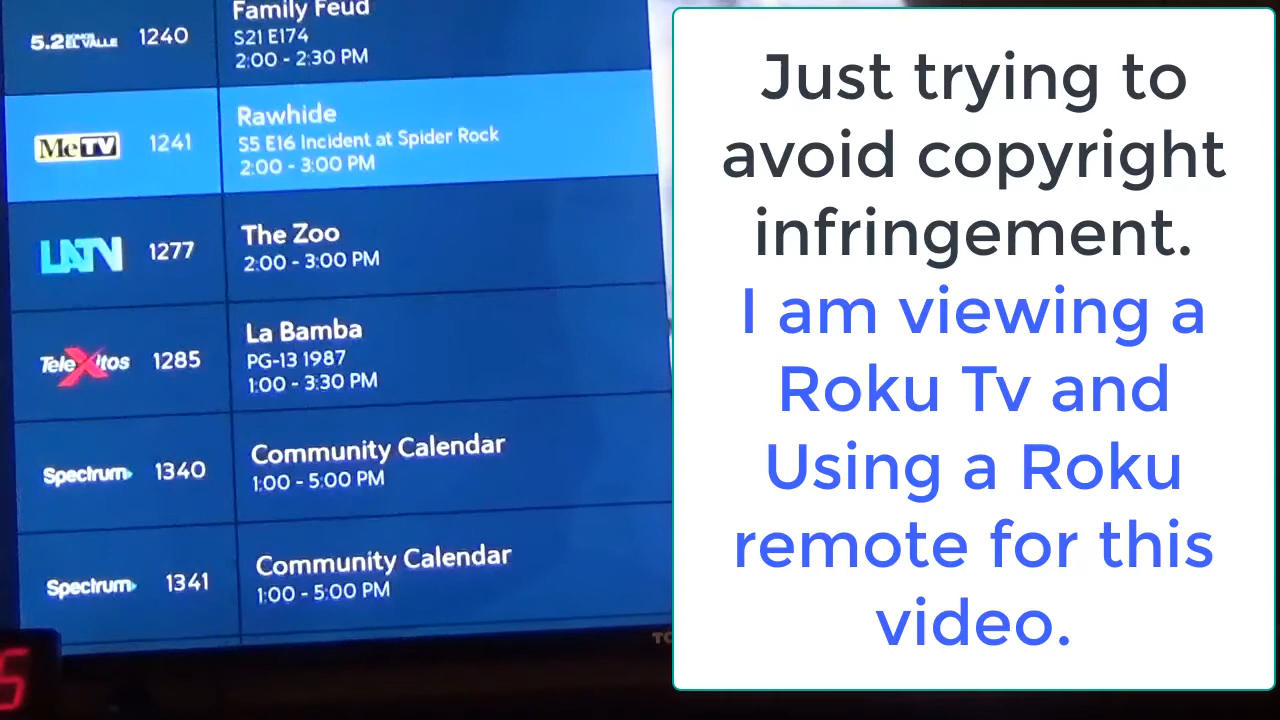 Family Feud
5.2 EL VALLE 1240
S21 E174
2:00 - 2:30 PM
Rawhide
MeTV 1241
S5 E16 Incident at Spider Rock
2:00 - 3:00 PM
The Zoo
LATV 1277
2:00 - 3:00 PM
La Bamba
TeleXitos 1285
PG-13 1987
1:00 - 3:30 PM
Community Calendar
Spectrum 1340
1:00 - 5:00 PM
Community Calendar
Spectrum 1341
1:00 - 5:00 PM
TC
Just trying to
avoid copyright
infringement.
I am viewing a
Roku Tv and
Using a Roku
remote for this
video.